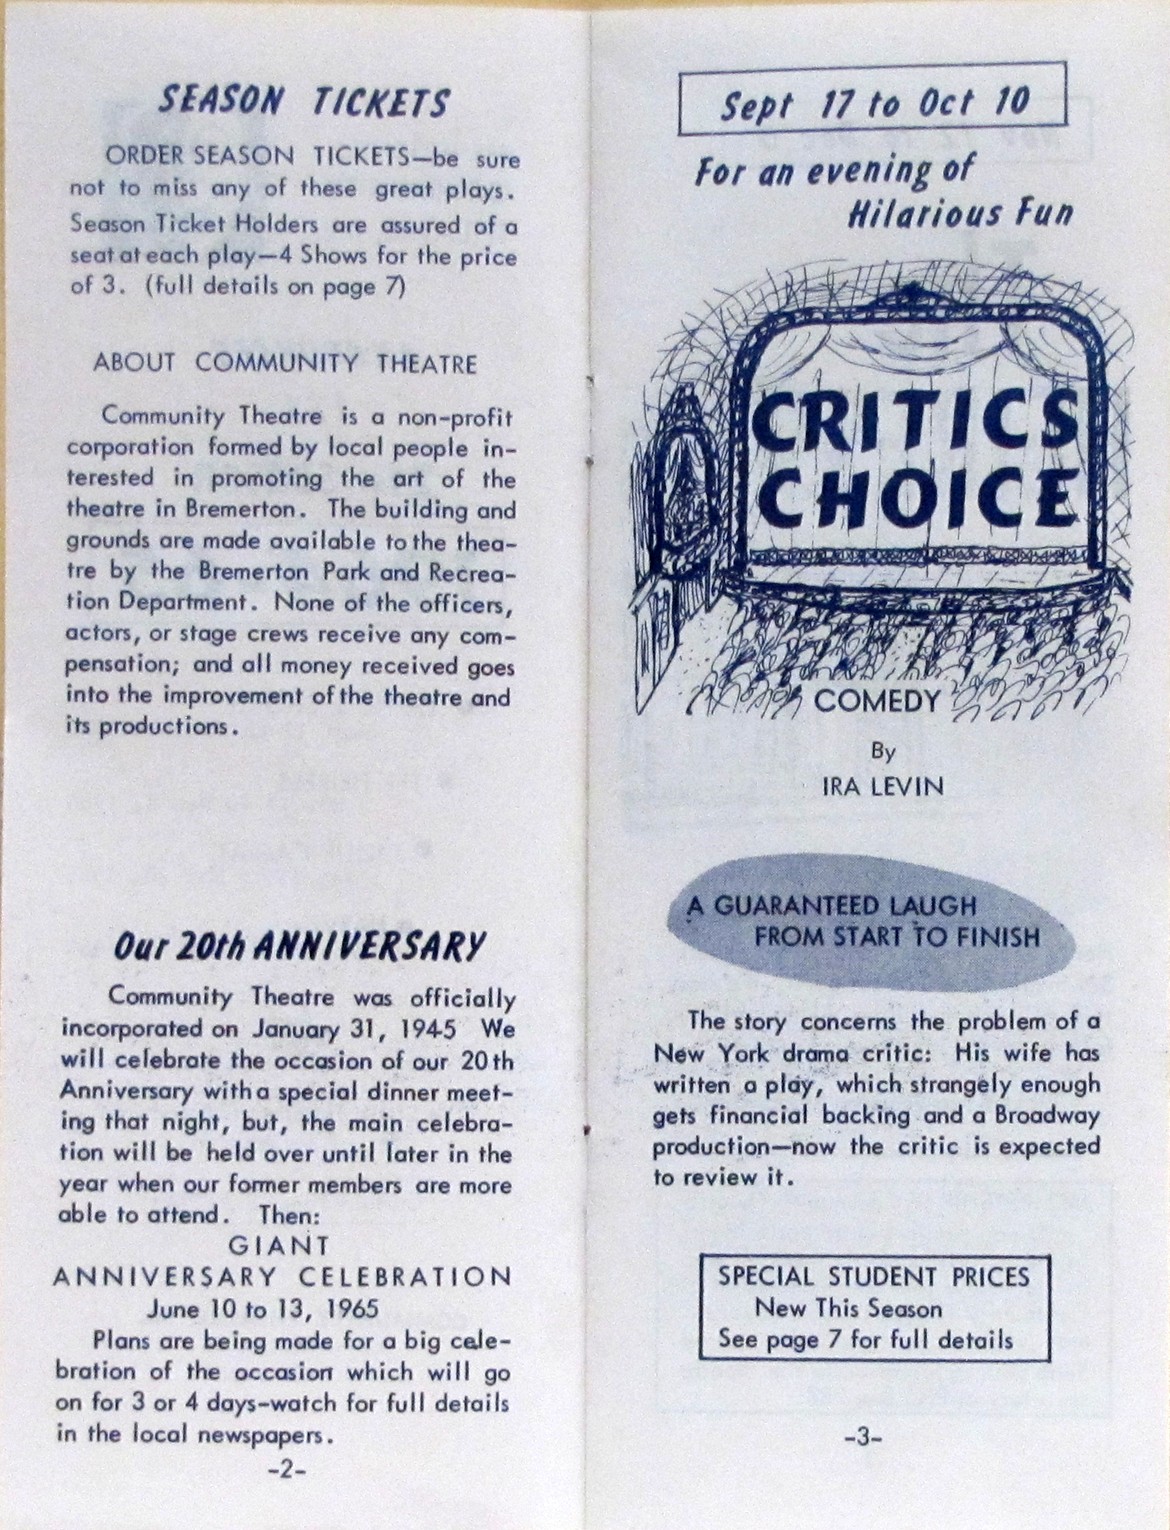 SEASON TICKETS
ORDER SEASON TICKETS—be sure
not to miss any of these great plays.
Season Ticket Holders are assured of a
seat at each play—4 Shows for the price
of 3. (full details on page 7)
ABOUT COMMUNITY THEATRE
Community Theatre is a non-profit
corporation formed by local people in-
terested in promoting the art of the
theatre in Bremerton. The building and
grounds are made available to the thea-
tre by the Bremerton Park and Recrea-
tion Department. None of the officers,
actors, or stage crews receive any com-
pensation; and all money received goes
into the improvement of the theatre and
its productions.
Our 20th ANNIVERSARY
Community Theatre was officially
incorporated on January 31, 1945 We
will celebrate the occasion of our 20th
Anniversary with a special dinner meet-
ing that night, but, the main celebra-
tion will be held over until later in the
year when our former members are more
able to attend. Then:
GIANT
ANNIVERSARY CELEBRATION
June 10 to 13, 1965
Plans are being made for a big cele-
bration of the occasion which will go
on for 3 or 4 days-watch for full details
in the local newspapers.
-2-
Sept 17 to Oct 10
For an evening of
Hilarious Fun
CRITICS
CHOICE
COMEDY
By
IRA LEVIN
A GUARANTEED LAUGH
FROM START TO FINISH
The story concerns the problem of a
New York drama critic: His wife has
written a play, which strangely enough
gets financial backing and a Broadway
production—now the critic is expected
to review it.
SPECIAL STUDENT PRICES
New This Season
See page 7 for full details
-3-